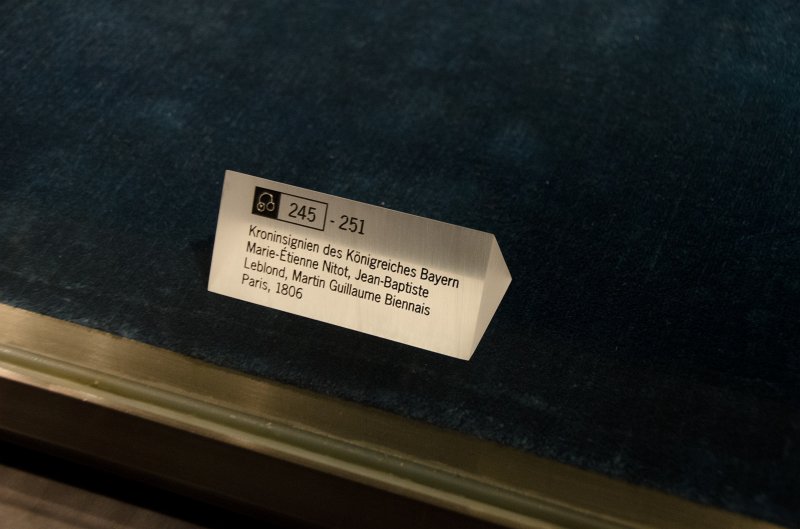 245 - 251
Kroninsignien des Königreiches Bayern
Marie-Étienne Nitot, Jean-Baptiste
Leblond, Martin Guillaume Biennais
Paris, 1806